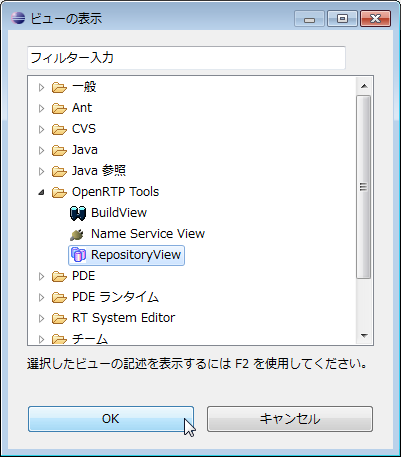 ビューの表示
フィルター入力
一般
Ant
CVS
Java
Java 参照
OpenRTP Tools
BuildView
Name Service View
RepositoryView
PDE
PDE ランタイム
RT System Editor
チーム
選択したビューの記述を表示するには F2 を使用してください。
OK
キャンセル